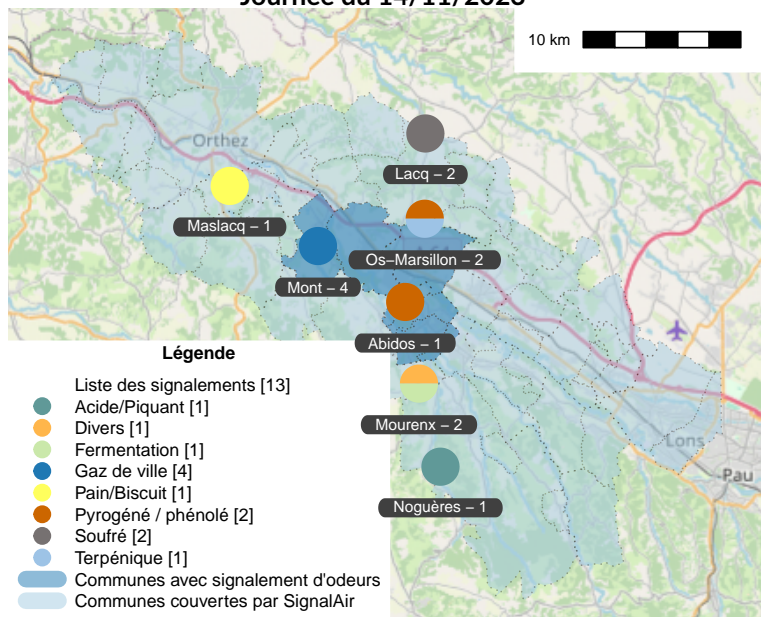 10 km
Orthez
Lacq – 2
Maslacq – 1
Os–Marsillon – 2
Mont – 4
Abidos – 1
Légende
Liste des signalements [13]
Acide/Piquant [1]
Divers [1]
Fermentation [1]
Gaz de ville [4]
Pain/Biscuit [1]
Pyrogéné / phénolé [2]
Soufré [2]
Terpénique [1]
Communes avec signalement d'odeurs
Communes couvertes par SignalAir
Mourenx – 2
Lons
Pau
Noguères – 1